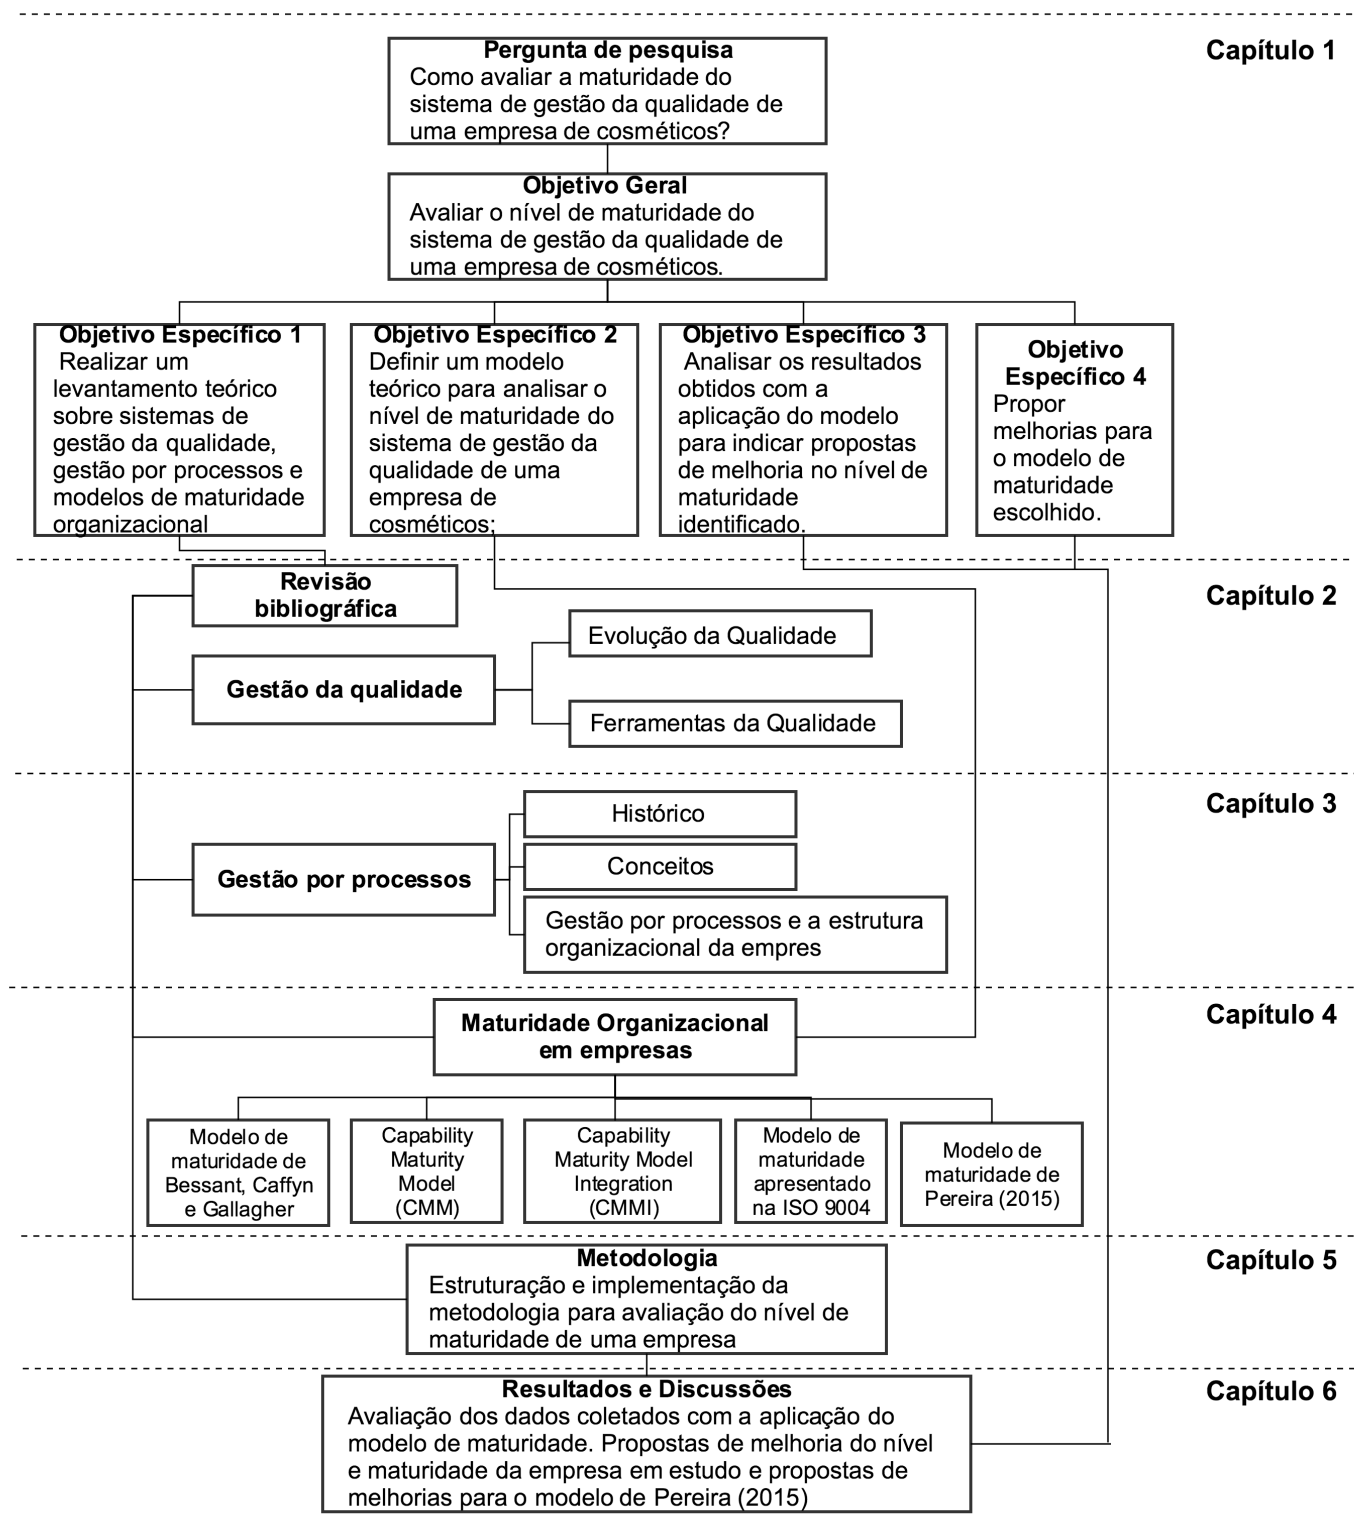 Capítulo 1
Pergunta de pesquisa
Como avaliar a maturidade do
sistema de gestão da qualidade de
uma empresa de cosméticos?
Objetivo Geral
Avaliar o nível de maturidade do
sistema de gestão da qualidade de
uma empresa de cosméticos.
Objetivo Específico 1
Realizar um
levantamento teórico
sobre sistemas de
gestão da qualidade,
gestão por processos e
modelos de maturidade
organizacional
Objetivo Específico 2
Definir um modelo
teórico para analisar o
nível de maturidade do
sistema de gestão da
qualidade de uma
empresa de
cosméticos;
Objetivo Específico 3
Analisar os resultados
obtidos com a
aplicação do modelo
para indicar propostas
de melhoria no nível de
maturidade
identificado.
Objetivo
Específico 4
Propor
melhorias para
o modelo de
maturidade
escolhido.
Capítulo 2
Revisão
bibliográfica
Gestão da qualidade
Evolução da Qualidade
Ferramentas da Qualidade
Capítulo 3
Gestão por processos
Histórico
Conceitos
Gestão por processos e a estrutura
organizacional da empres
Capítulo 4
Maturidade Organizacional
em empresas
Modelo de
maturidade de
Bessant, Caffyn
e Gallagher
Capability
Maturity
Model
(CMM)
Capability
Maturity Model
Integration
(CMMI)
Modelo de
maturidade
apresentado
na ISO 9004
Modelo de
maturidade de
Pereira (2015)
Capítulo 5
Metodologia
Estruturação e implementação da
metodologia para avaliação do nível de
maturidade de uma empresa
Capítulo 6
Resultados e Discussões
Avaliação dos dados coletados com a aplicação do
modelo de maturidade. Propostas de melhoria do nível
e maturidade da empresa em estudo e propostas de
melhorias para o modelo de Pereira (2015)